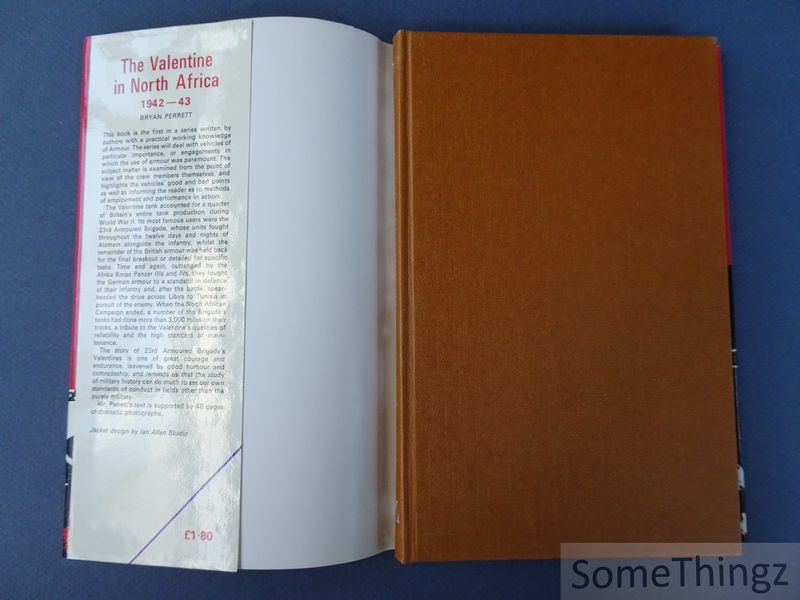 The Valentine
in North Africa
1942—43
BRYAN PERRETT
This book is the first in a series written by
authors with a practical working knowledge
of Armour. The series will deal with vehicles of
particular importance, or engagements in
which the use of armour was paramount. The
subject matter is examined from the point of
view of the crew members themselves, and
highlights the vehicles' good and bad points
as well as informing the reader as to methods
of employment and performance in action.
The Valentine tank accounted for a quarter
of Britain's entire tank production during
World War II. Its most famous users were the
23rd Armoured Brigade, whose units fought
throughout the twelve days and nights of
Alamein alongside the infantry, whilst the
remainder of the British armour was held back
for the final breakout or detailed for specific
tasks. Time and again, outranged by the
Afrika Korps Panzer IIIs and IVs, they fought
the German armour to a standstill in defence
of their infantry and, after the battle, spear-
headed the drive across Libya to Tunisia in
pursuit of the enemy. When the North African
Campaign ended, a number of the Brigade's
tanks had done more than 3,000 miles on their
tracks, a tribute to the Valentine's qualities of
reliability and the high standard of main-
tenance.
The story of 23rd Armoured Brigade's
Valentines is one of great courage and
endurance, leavened by good humour and
comradeship, and reminds us that the study
of military history can do much to set our own
standards of conduct in fields other than the
purely military.
Mr. Perrett's text is supported by 48 pages
of dramatic photographs.
Jacket design by Ian Allan Studio
£1·80
SomeThingz